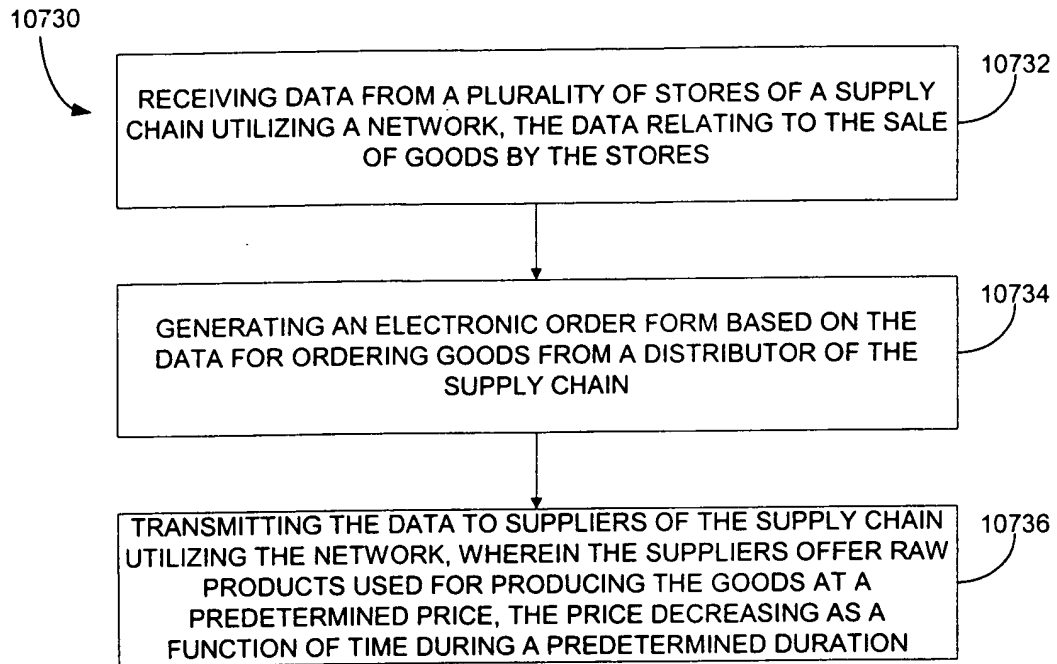 10730
10732
RECEIVING DATA FROM A PLURALITY OF STORES OF A SUPPLY
CHAIN UTILIZING A NETWORK, THE DATA RELATING TO THE SALE
OF GOODS BY THE STORES
10734
GENERATING AN ELECTRONIC ORDER FORM BASED ON THE
DATA FOR ORDERING GOODS FROM A DISTRIBUTOR OF THE
SUPPLY CHAIN
TRANSMITTING THE DATA TO SUPPLIERS OF THE SUPPLY CHAIN
10736
UTILIZING THE NETWORK, WHEREIN THE SUPPLIERS OFFER RAW
PRODUCTS USED FOR PRODUCING THE GOODS AT A
PREDETERMINED PRICE, THE PRICE DECREASING AS A
FUNCTION OF TIME DURING A PREDETERMINED DURATION